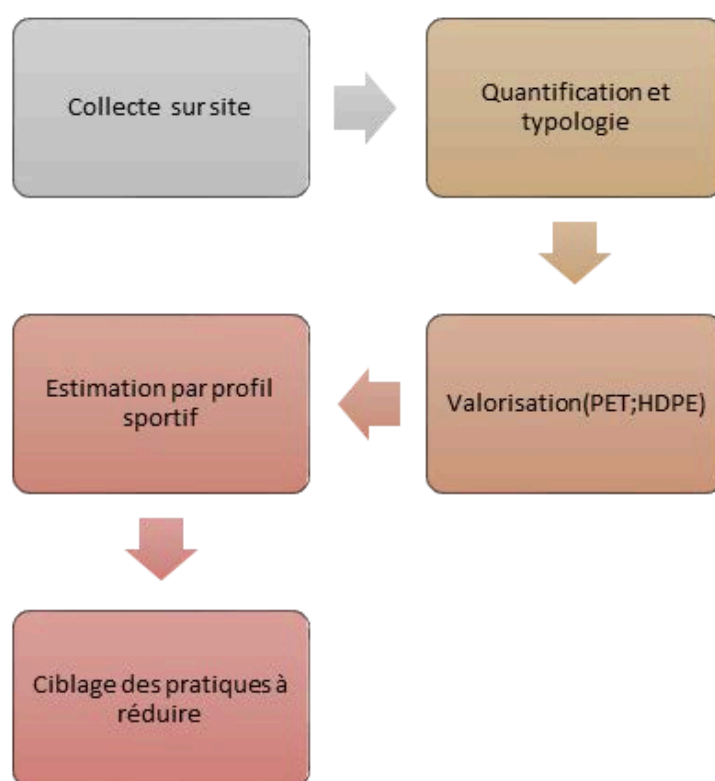 Collecte sur site
Quantification et
typologie
Valorisation(PET;HDPE)
Estimation par profil
sportif
Ciblage des pratiques à
réduire